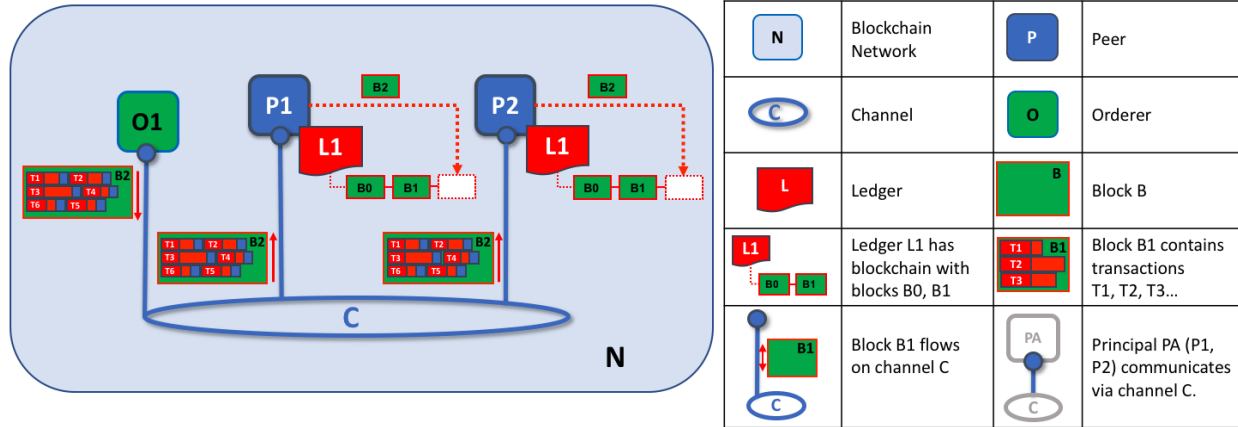 O1
P1
P2
B2
B2
L1
L1
B0
B1
B0
B1
B2
T1
T2
T3
T4
T6
T5
B2
T1
T2
T3
T4
T6
T5
B2
T1
T2
T3
T4
T6
T5
C
N
N
Blockchain
Network
P
Peer
C
Channel
O
Orderer
L
Ledger
B
Block B
L1
B0
B1
Ledger L1 has
blockchain with
blocks B0, B1
T1
B1
T2
T3
Block B1 contains
transactions
T1, T2, T3...
B1
C
Block B1 flows
on channel C
PA
C
Principal PA (P1,
P2) communicates
via channel C.